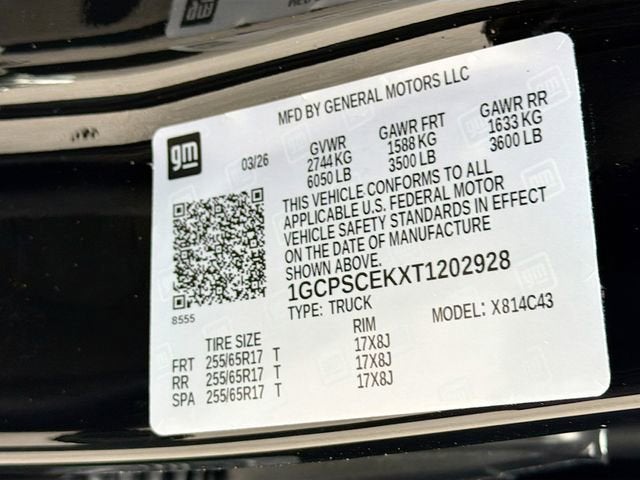 MFD BY GENERAL MOTORS LLC
gm
03/26
GVWR GAWR FRT GAWR RR
2744 KG 1588 KG 1633 KG
6050 LB 3500 LB 3600 LB
THIS VEHICLE CONFORMS TO ALL
APPLICABLE U.S. FEDERAL MOTOR
VEHICLE SAFETY STANDARDS IN EFFECT
ON THE DATE OF MANUFACTURE
SHOWN ABOVE.
1GCPSCEKXT1202928
8555
TYPE: TRUCK MODEL: X814C43
TIRE SIZE RIM
FRT 255/65R17 T 17X8J
RR 255/65R17 T 17X8J
SPA 255/65R17 T 17X8J